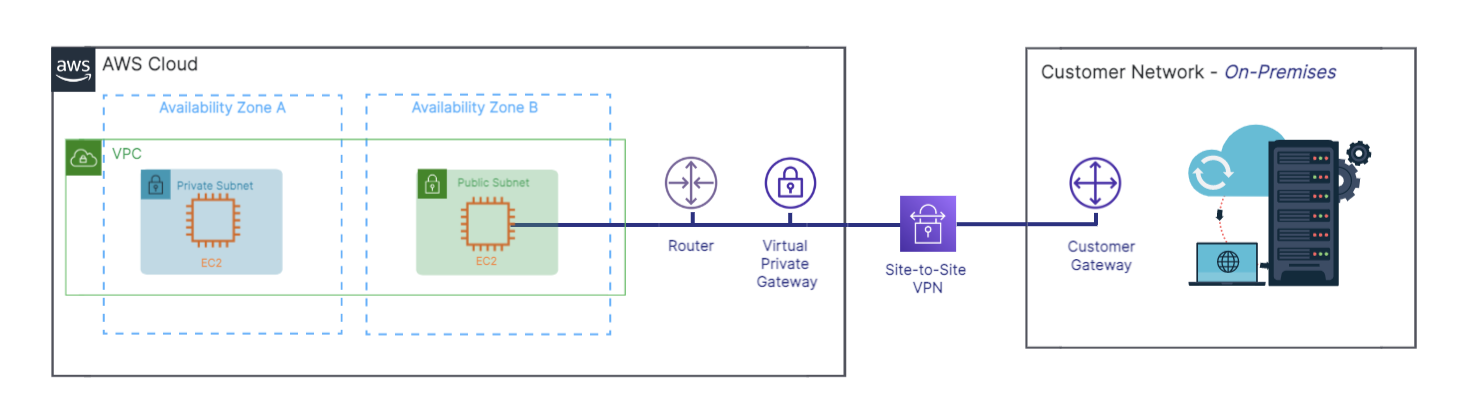 aws
AWS Cloud
Customer Network - On-Premises
Availability Zone A
Availability Zone B
VPC
Private Subnet
EC2
Public Subnet
EC2
Router
Virtual
Private
Gateway
Site-to-Site
VPN
Customer
Gateway